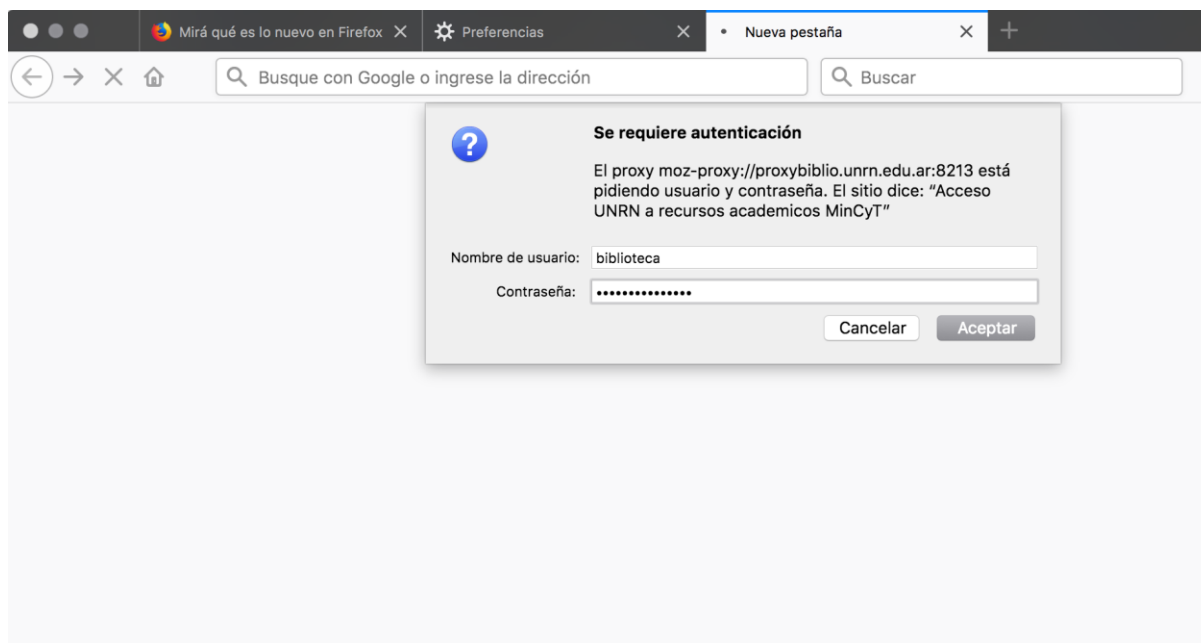 Mirá qué es lo nuevo en Firefox
Preferencias
Nueva pestaña
Busque con Google o ingrese la dirección
Buscar
Se requiere autenticación
El proxy moz-proxy://proxybiblio.unrn.edu.ar:8213 está
pidiendo usuario y contraseña. El sitio dice: “Acceso
UNRN a recursos academicos MinCyT”
Nombre de usuario: biblioteca
Contraseña: •••••••••••••••
Cancelar Aceptar